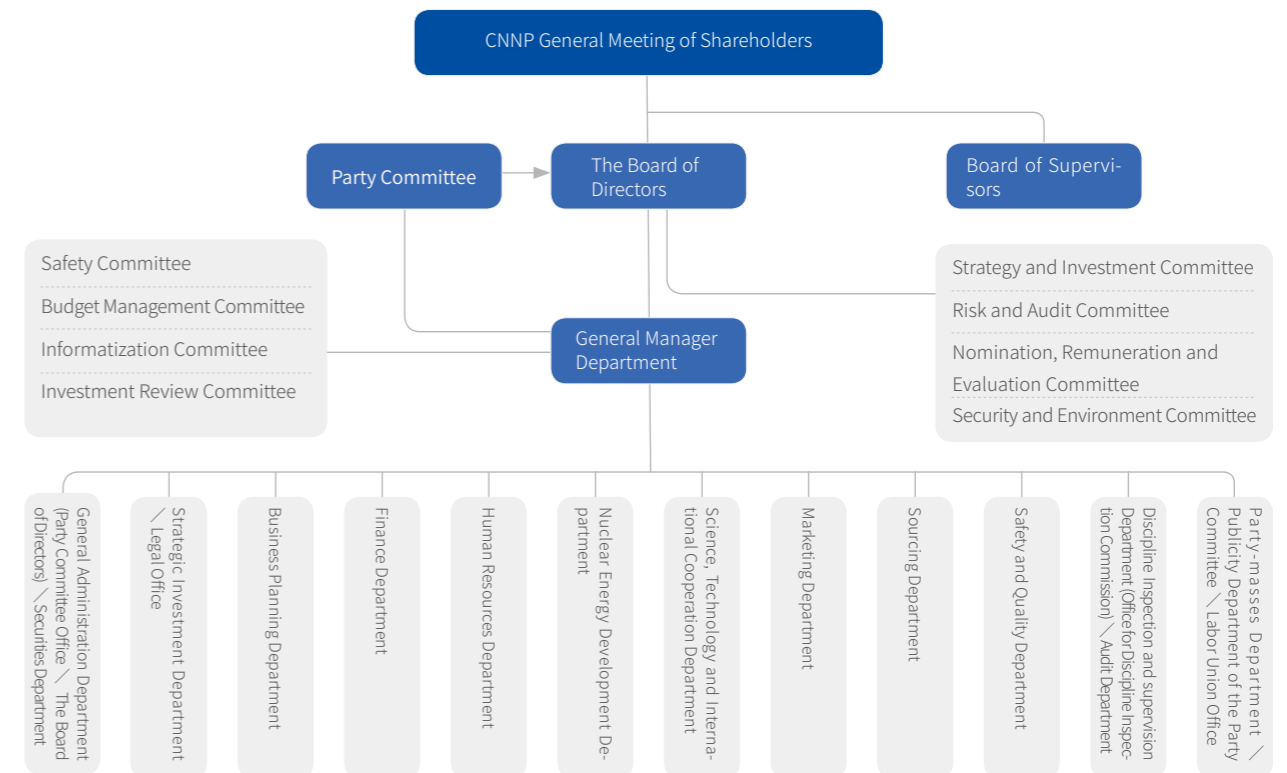 CNNP General Meeting of Shareholders
Party Committee
The Board of
Directors
Board of Supervi-
sors
Safety Committee
Budget Management Committee
Informatization Committee
Investment Review Committee
General Manager
Department
Strategy and Investment Committee
Risk and Audit Committee
Nomination, Remuneration and
Evaluation Committee
Security and Environment Committee
General Administration Department
(Party Committee Office \ The Board
of Directors) \ Securities Department
Strategic Investment Department
\ Legal Office
Business Planning Department
Finance Department
Human Resources Department
Nuclear Energy Development De-
partment
Science, Technology and Interna-
tional Cooperation Department
Marketing Department
Sourcing Department
Safety and Quality Department
Discipline Inspection and supervision
Department (Office for Discipline Inspec-
tion Commission) \ Audit Department
Party-masses Department \
Publicity Department of the Party
Committee \ Labor Union Office